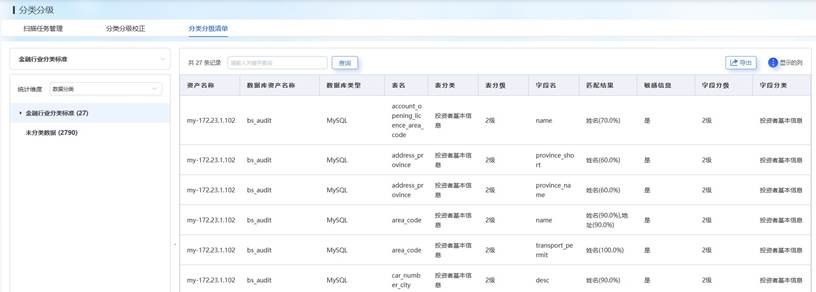 分类分级
扫描任务管理 分类分级校正 分类分级清单
金融行业分类标准
统计维度 数据分类
金融行业分类标准 (27)
未分类数据 (2790)
共 27 条记录 请输入关键字查询 查询 导出 显示的列
资产名称 数据库资产名称 数据库类型 表名 表分类 表分级 字段名 匹配结果 敏感信息 字段分级 字段分类
my-172.23.1.102 bs_audit MySQL account_o
pening_lic
ence_area_
code 投资者基本信
息 2级 name 姓名(70.0%) 是 2级 投资者基本信息
my-172.23.1.102 bs_audit MySQL address_pr
ovince 投资者基本信
息 2级 province_sho
rt 姓名(60.0%) 是 2级 投资者基本信息
my-172.23.1.102 bs_audit MySQL address_pr
ovince 投资者基本信
息 2级 province_na
me 姓名(60.0%) 是 2级 投资者基本信息
my-172.23.1.102 bs_audit MySQL area_code 投资者基本信
息 2级 name 姓名(90.0%),地
址(90.0%) 是 2级 投资者基本信息
my-172.23.1.102 bs_audit MySQL area_code 投资者基本信
息 2级 transport_pe
rmit 姓名(100.0%) 是 2级 投资者基本信息
my-172.23.1.102 bs_audit MySQL car_numb
er_city 投资者基本信
息 2级 desc 姓名(90.0%) 是 2级 投资者基本信息